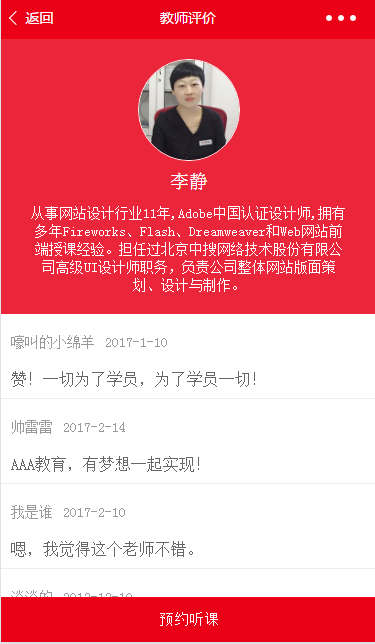 返回
教师评价
李静
从事网站设计行业11年,Adobe中国认证设计师,拥有
多年Fireworks、Flash、Dreamweaver和Web网站前
端授课经验。担任过北京中搜网络技术股份有限公
司高级UI设计师职务，负责公司整体网站版面策
划、设计与制作。
嚎叫的小绵羊 2017-1-10
赞！一切为了学员，为了学员一切！
帅雷雷 2017-2-14
AAA教育，有梦想一起实现！
我是谁 2017-2-10
嗯，我觉得这个老师不错。
淡淡的 2012-12-10
预约听课